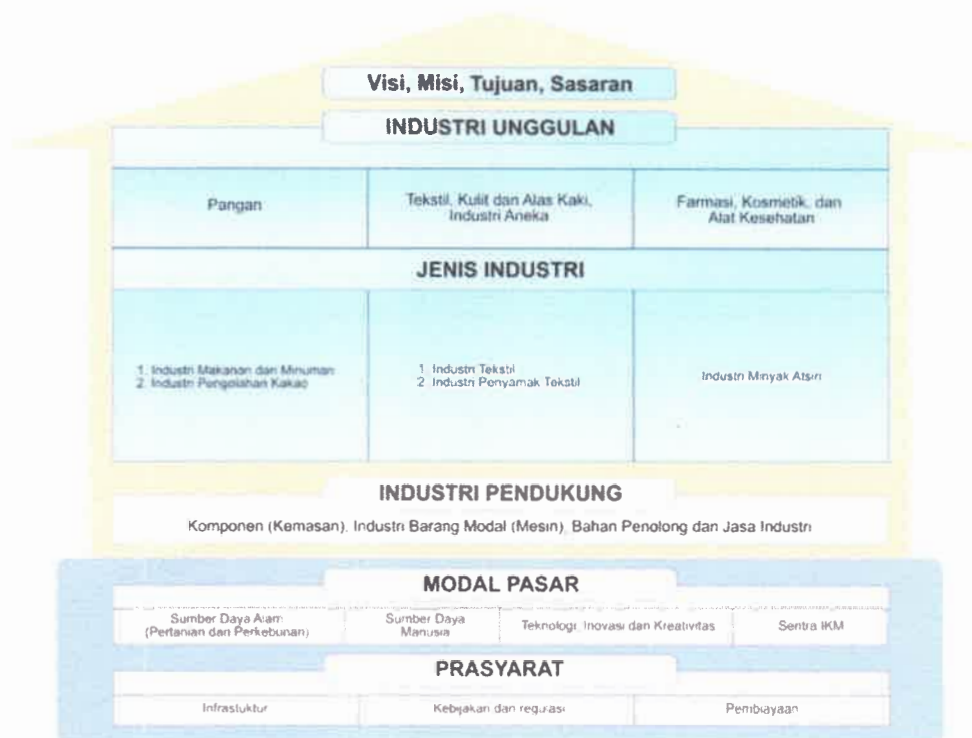 Visi, Misi, Tujuan, Sasaran
INDUSTRI UNGGULAN
Pangan
Tekstil, Kulit dan Alas Kaki,
Industri Aneka
Farmasi, Kosmetik, dan
Alat Kesehatan
JENIS INDUSTRI
1. Industri Makanan dan Minuman
2. Industri Pengolahan Kakao
1. Industri Tekstil
2. Industri Penyamak Tekstil
Industri Minyak Atsiri
INDUSTRI PENDUKUNG
Komponen (Kemasan), Industri Barang Modal (Mesin), Bahan Penolong dan Jasa Industri
MODAL PASAR
Sumber Daya Alam
(Pertanian dan Perkebunan)
Sumber Daya
Manusia
Teknologi, Inovasi dan Kreativitas
Sentra IKM
PRASYARAT
Infrastuktur
Kebijakan dan regulasi
Pembiayaan